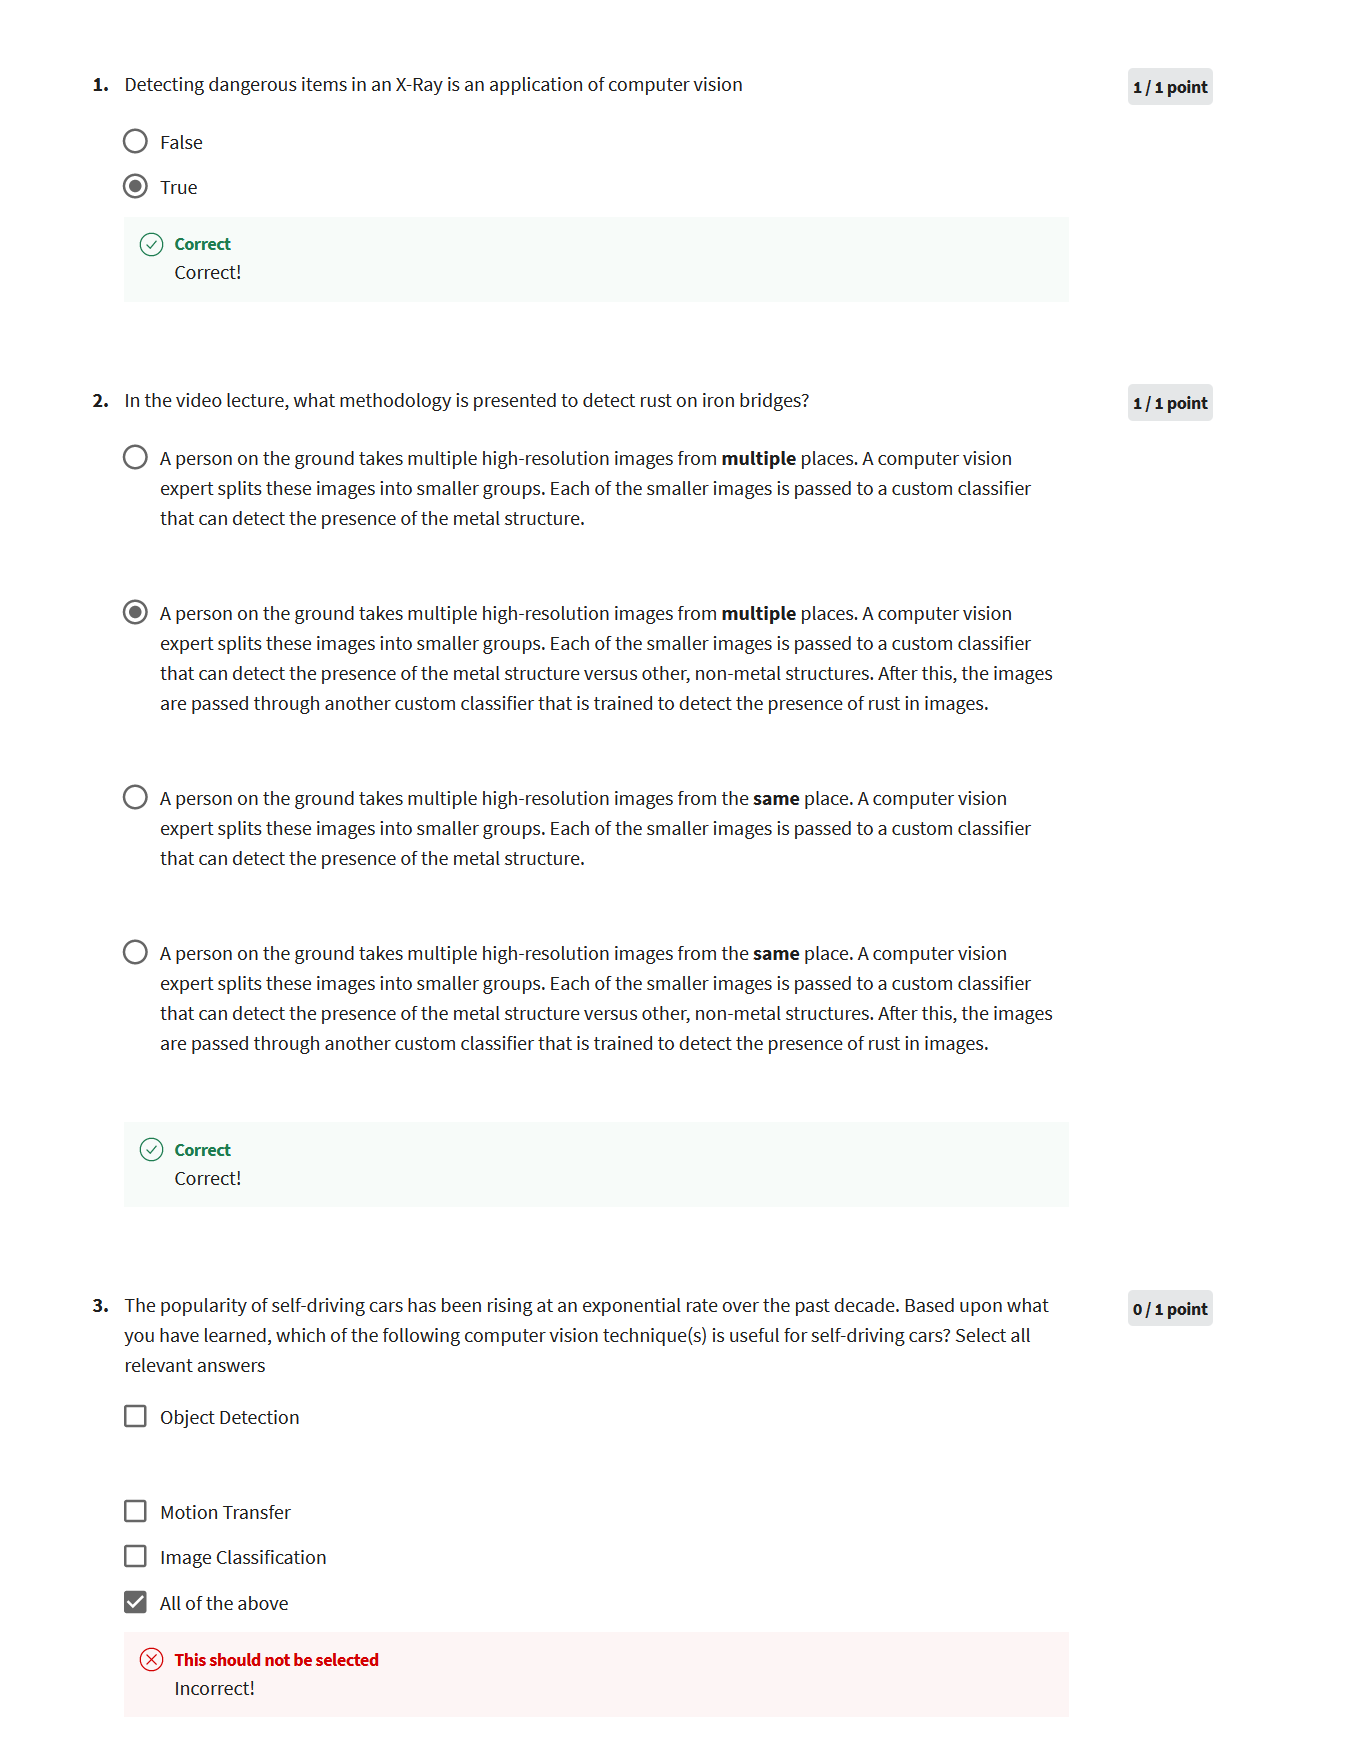 1. Detecting dangerous items in an X-Ray is an application of computer vision
1 / 1 point
False
True
Correct
Correct!
2. In the video lecture, what methodology is presented to detect rust on iron bridges?
1 / 1 point
A person on the ground takes multiple high-resolution images from multiple places. A computer vision
expert splits these images into smaller groups. Each of the smaller images is passed to a custom classifier
that can detect the presence of the metal structure.
A person on the ground takes multiple high-resolution images from multiple places. A computer vision
expert splits these images into smaller groups. Each of the smaller images is passed to a custom classifier
that can detect the presence of the metal structure versus other, non-metal structures. After this, the images
are passed through another custom classifier that is trained to detect the presence of rust in images.
A person on the ground takes multiple high-resolution images from the same place. A computer vision
expert splits these images into smaller groups. Each of the smaller images is passed to a custom classifier
that can detect the presence of the metal structure.
A person on the ground takes multiple high-resolution images from the same place. A computer vision
expert splits these images into smaller groups. Each of the smaller images is passed to a custom classifier
that can detect the presence of the metal structure versus other, non-metal structures. After this, the images
are passed through another custom classifier that is trained to detect the presence of rust in images.
Correct
Correct!
3. The popularity of self-driving cars has been rising at an exponential rate over the past decade. Based upon what
0 / 1 point
you have learned, which of the following computer vision technique(s) is useful for self-driving cars? Select all
relevant answers
Object Detection
Motion Transfer
Image Classification
All of the above
This should not be selected
Incorrect!